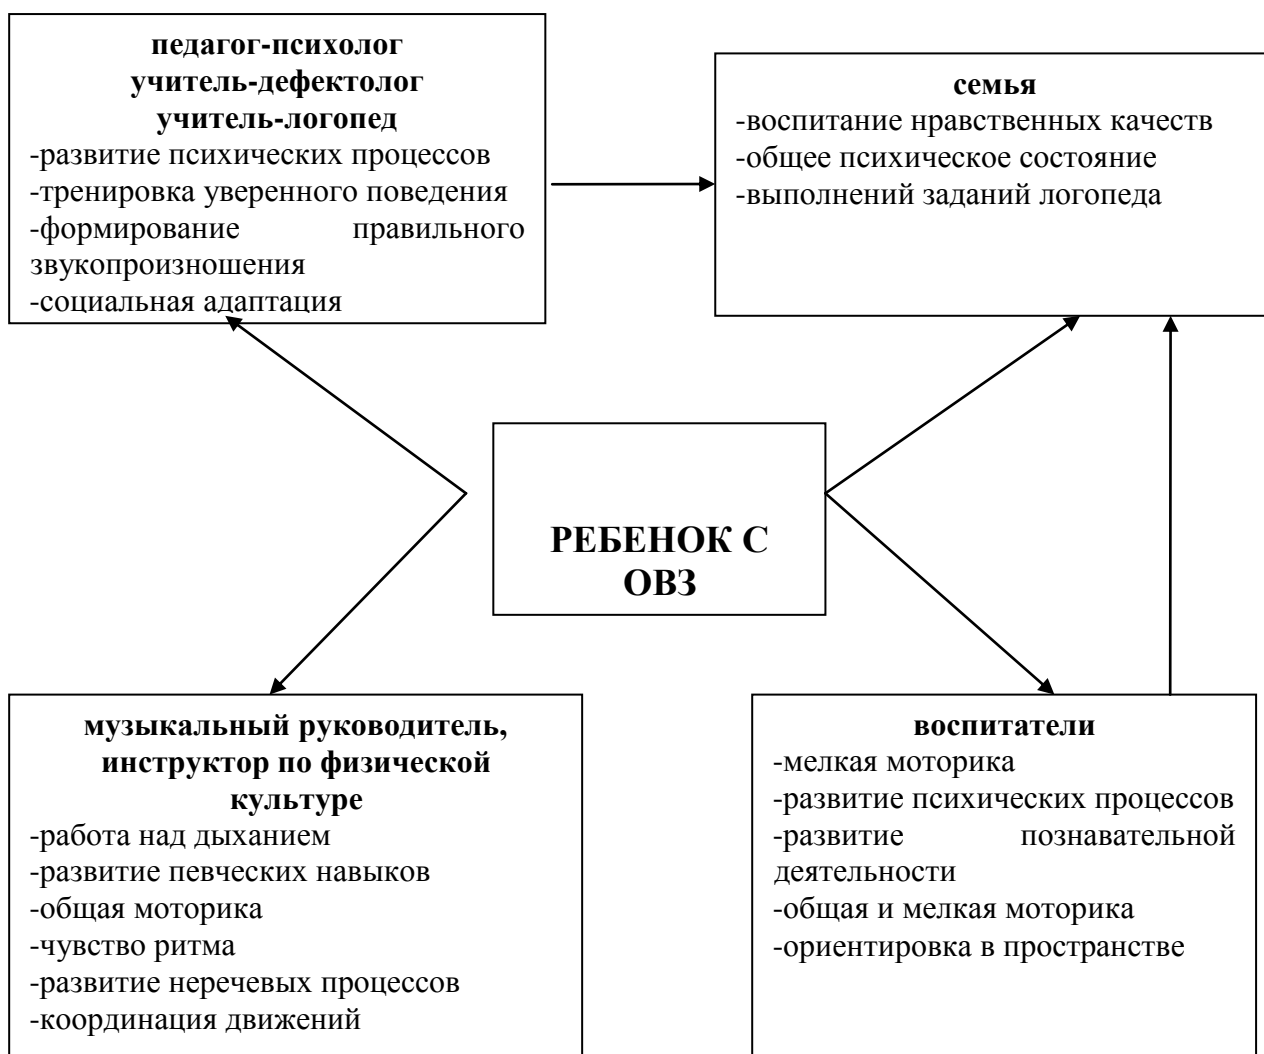 педагог-психолог
учитель-дефектолог
учитель-логопед
-развитие психических процессов
-тренировка уверенного поведения
-формирование правильного
звукопроизношения
-социальная адаптация
семья
-воспитание нравственных качеств
-общее психическое состояние
-выполнений заданий логопеда
РЕБЕНОК С
ОВЗ
музыкальный руководитель,
инструктор по физической
культуре
-работа над дыханием
-развитие певческих навыков
-общая моторика
-чувство ритма
-развитие неречевых процессов
-координация движений
воспитатели
-мелкая моторика
-развитие психических процессов
-развитие познавательной
деятельности
-общая и мелкая моторика
-ориентировка в пространстве